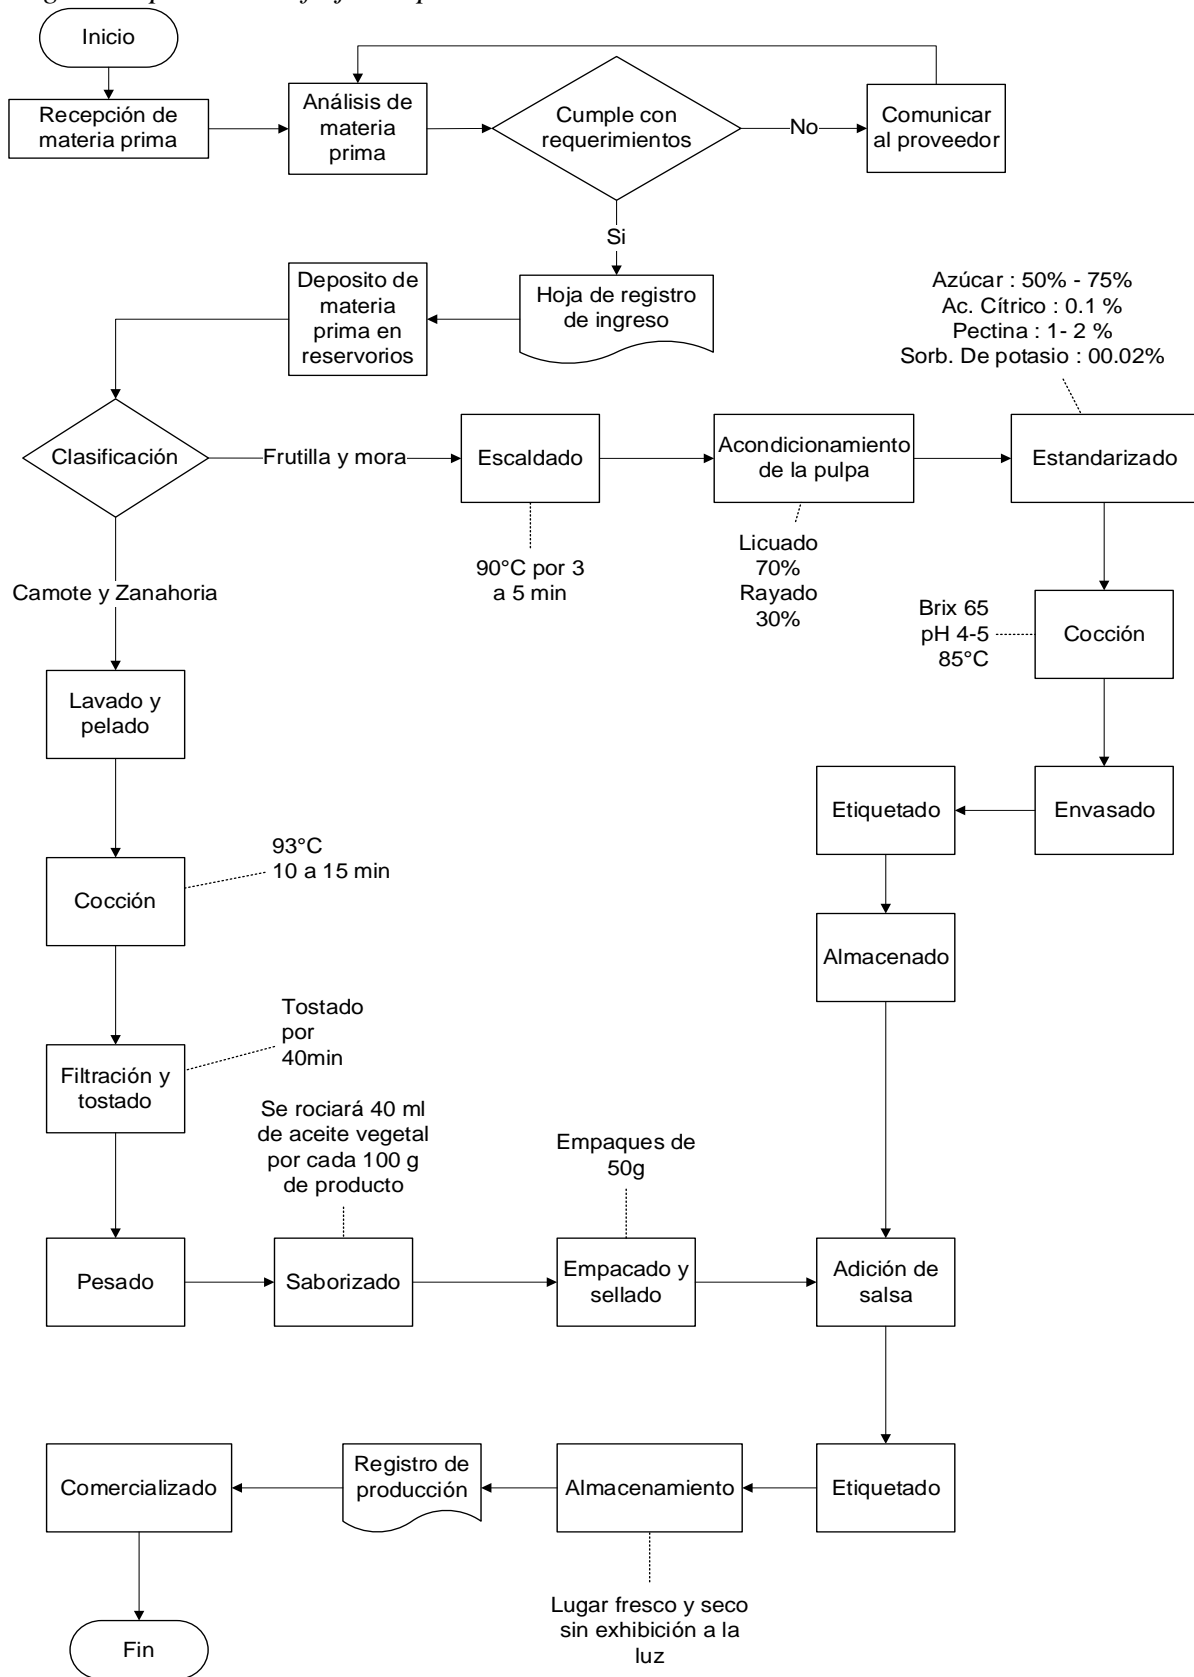 Inicio
Recepción de
materia prima
Análisis de
materia
prima
Cumple con
requerimientos
No
Comunicar
al proveedor
Si
Hoja de registro
de ingreso
Deposito de
materia
prima en
reservorios
Clasificación
Frutilla y mora
Escaldado
90°C por 3
a 5 min
Acondicionamiento
de la pulpa
Licuado
70%
Rayado
30%
Azúcar : 50% - 75%
Ac. Cítrico : 0.1 %
Pectina : 1- 2 %
Sorb. De potasio : 00.02%
Estandarizado
Brix 65
pH 4-5
85°C
Cocción
Envasado
Etiquetado
Almacenado
Camote y Zanahoria
Lavado y
pelado
Cocción
93°C
10 a 15 min
Filtración y
tostado
Tostado
por
40min
Pesado
Se rociará 40 ml
de aceite vegetal
por cada 100 g
de producto
Saborizado
Empaques de
50g
Empacado y
sellado
Adición de
salsa
Etiquetado
Almacenamiento
Lugar fresco y seco
sin exhibición a la
luz
Registro de
producción
Comercializado
Fin